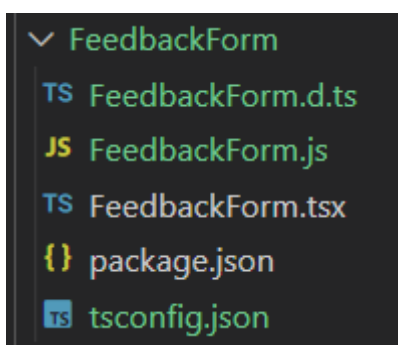 FeedbackForm
TS FeedbackForm.d.ts
JS FeedbackForm.js
TS FeedbackForm.tsx
{} package.json
TS tsconfig.json